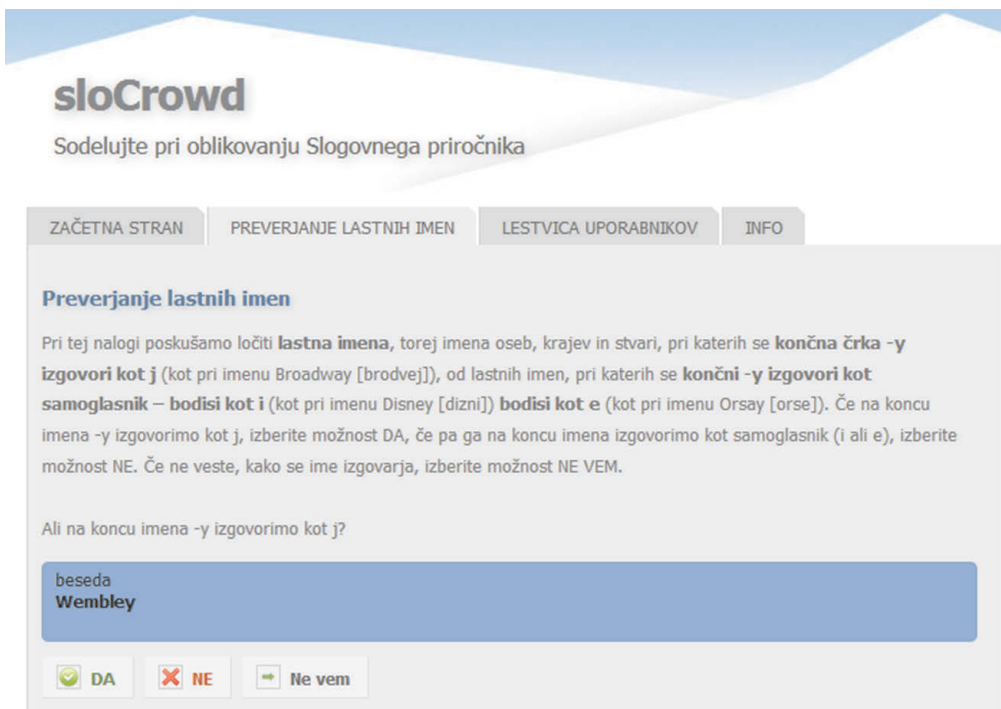 sloCrowd
Sodelujte pri oblikovanju Slogovnega priročnika
ZAČETNA STRAN PREVERJANJE LASTNIH IMEN LESTVICA UPORABNIKOV INFO
Preverjanje lastnih imen
Pri tej nalogi poskušamo ločiti lastna imena, torej imena oseb, krajev in stvari, pri katerih se končna črka -y
izgovori kot j (kot pri imenu Broadway [brodvej]), od lastnih imen, pri katerih se končni -y izgovori kot
samoglasnik – bodisi kot i (kot pri imenu Disney [dizni]) bodisi kot e (kot pri imenu Orsay [orse]). Če na koncu
imena -y izgovorimo kot j, izberite možnost DA, če pa ga na koncu imena izgovorimo kot samoglasnik (i ali e), izberite
možnost NE. Če ne veste, kako se ime izgovarja, izberite možnost NE VEM.
Ali na koncu imena -y izgovorimo kot j?
beseda
Wembley
DA NE Ne vem